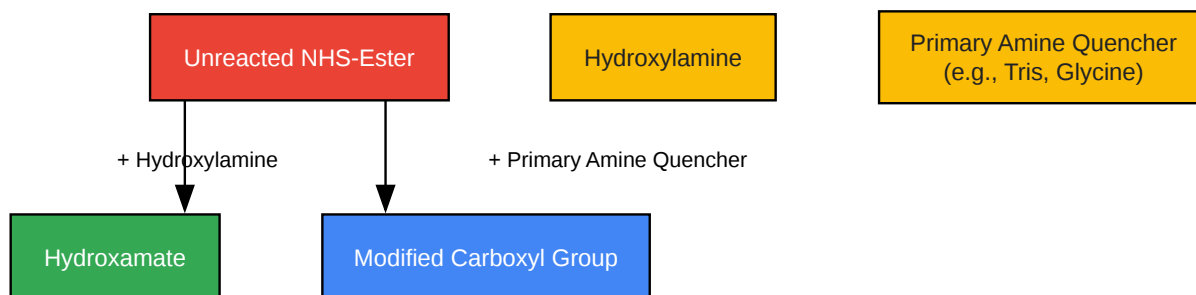 Unreacted NHS-Ester
Hydroxylamine
Primary Amine Quencher
(e.g., Tris, Glycine)
+ Hydroxylamine
+ Primary Amine Quencher
Hydroxamate
Modified Carboxyl Group